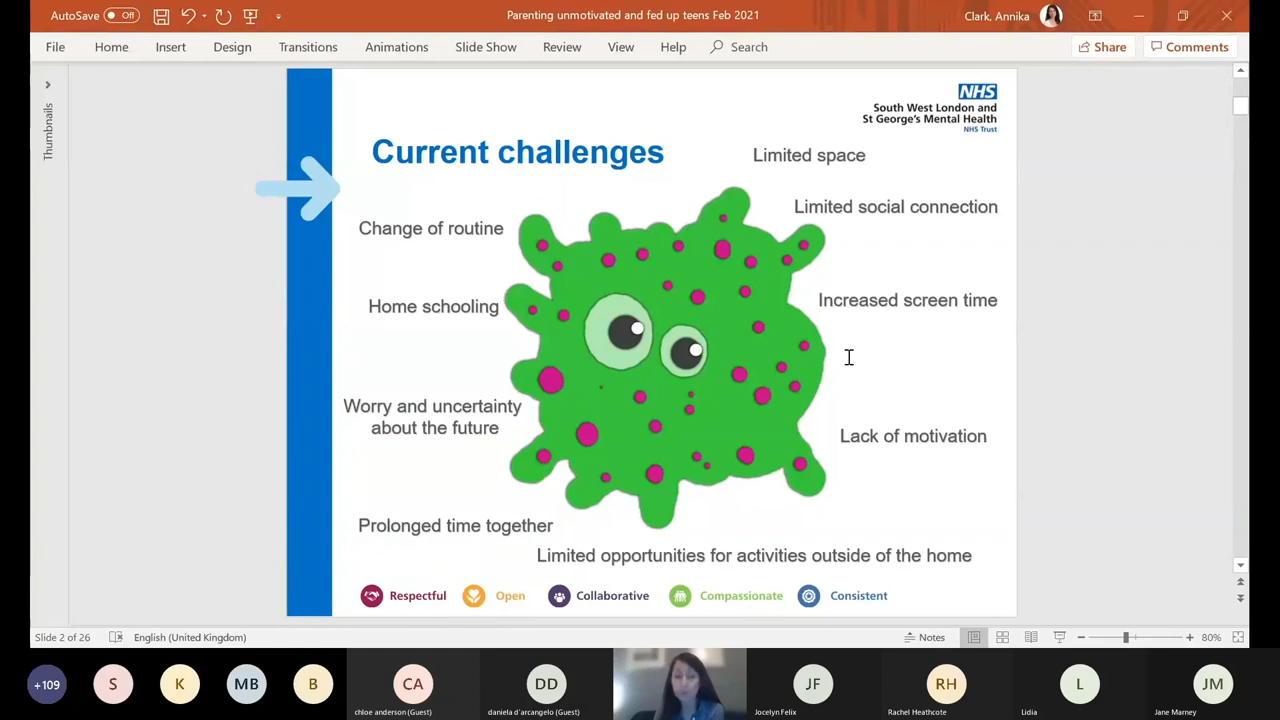 AutoSave Off
Parenting unmotivated and fed up teens Feb 2021
Clark, Annika
File Home Insert Design Transitions Animations Slide Show Review View Help Search
Share Comments
Thumbnails
NHS
South West London and
St George's Mental Health
NHS Trust
Current challenges
Limited space
Limited social connection
Change of routine
Increased screen time
Home schooling
Worry and uncertainty
about the future
Lack of motivation
Prolonged time together
Limited opportunities for activities outside of the home
Respectful Open Collaborative Compassionate Consistent
Slide 2 of 26 English (United Kingdom) Notes 80%
+109 S K MB B CA DD JF RH L JM
chloe anderson (Guest) daniela d'arcangelo (Guest) Jocelyn Felix Rachel Heathcote Lidia Jane Marney